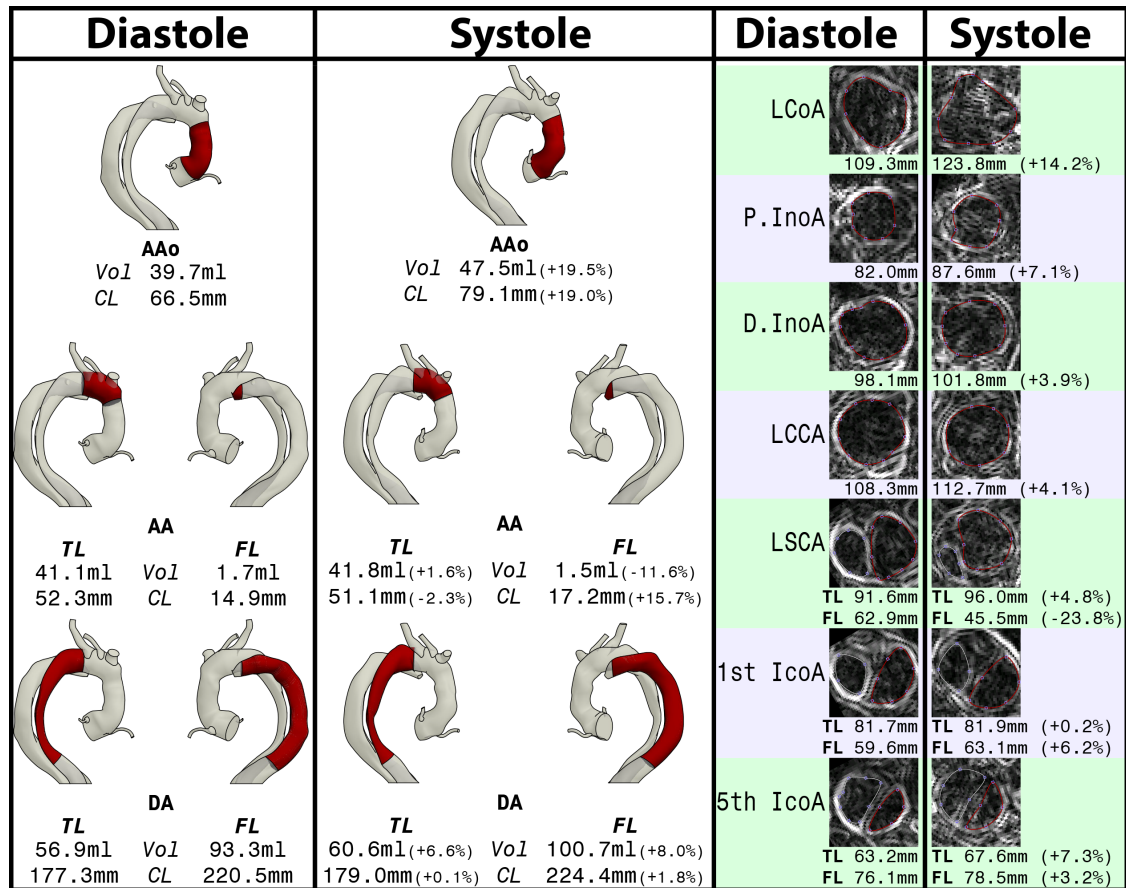 Diastole
Systole
Diastole
Systole
AAo
Vol 39.7ml
CL 66.5mm
AAo
Vol 47.5ml(+19.5%)
CL 79.1mm(+19.0%)
AA
TL FL
41.1ml Vol 1.7ml
52.3mm CL 14.9mm
AA
TL FL
41.8ml(+1.6%) Vol 1.5ml(-11.6%)
51.1mm(-2.3%) CL 17.2mm(+15.7%)
DA
TL FL
56.9ml Vol 93.3ml
177.3mm CL 220.5mm
DA
TL FL
60.6ml(+6.6%) Vol 100.7ml(+8.0%)
179.0mm(+0.1%) CL 224.4mm(+1.8%)
LCoA
109.3mm 123.8mm (+14.2%)
P.InoA
82.0mm 87.6mm (+7.1%)
D.InoA
98.1mm 101.8mm (+3.9%)
LCCA
108.3mm 112.7mm (+4.1%)
LSCA
TL 91.6mm TL 96.0mm (+4.8%)
FL 62.9mm FL 45.5mm (-23.8%)
1st IcoA
TL 81.7mm TL 81.9mm (+0.2%)
FL 59.6mm FL 63.1mm (+6.2%)
5th IcoA
TL 63.2mm TL 67.6mm (+7.3%)
FL 76.1mm FL 78.5mm (+3.2%)